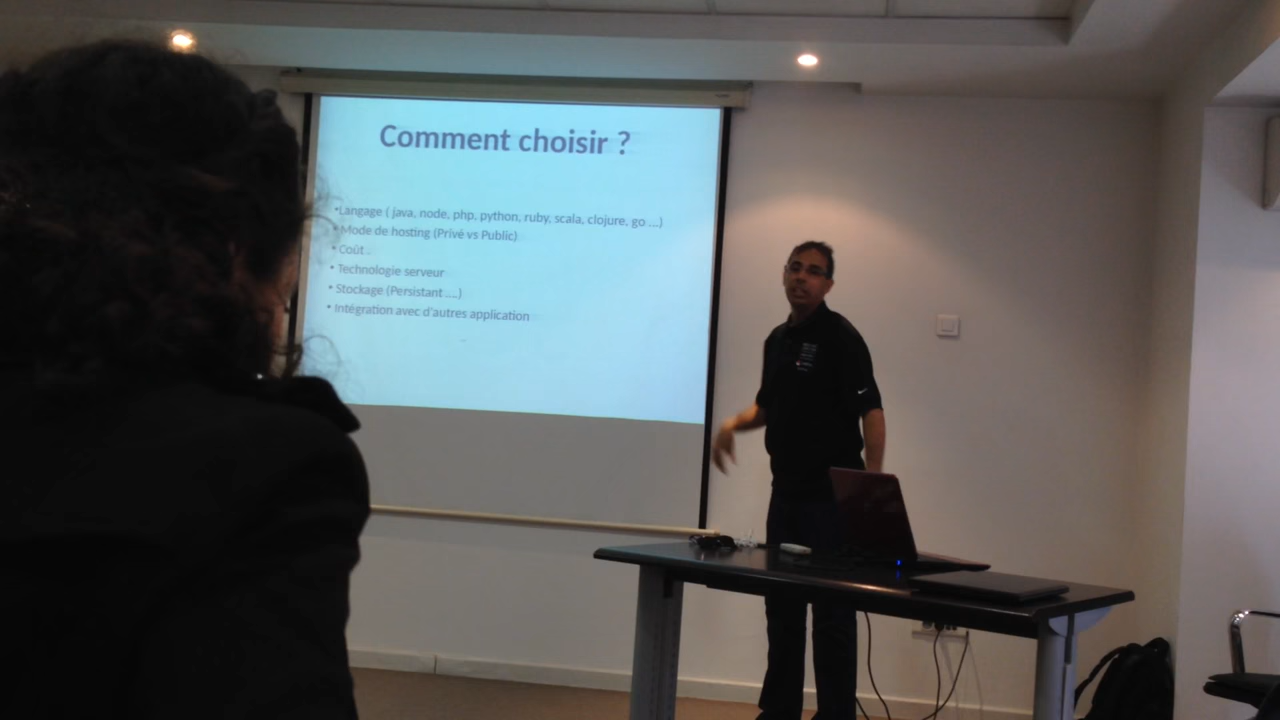 Comment choisir ?
•Langage ( java, node, php, python, ruby, scala, clojure, go ...)
• Mode de hosting (Privé vs Public)
• Coût .
• Technologie serveur
• Stockage (Persistant ....)
• Intégration avec d'autres application